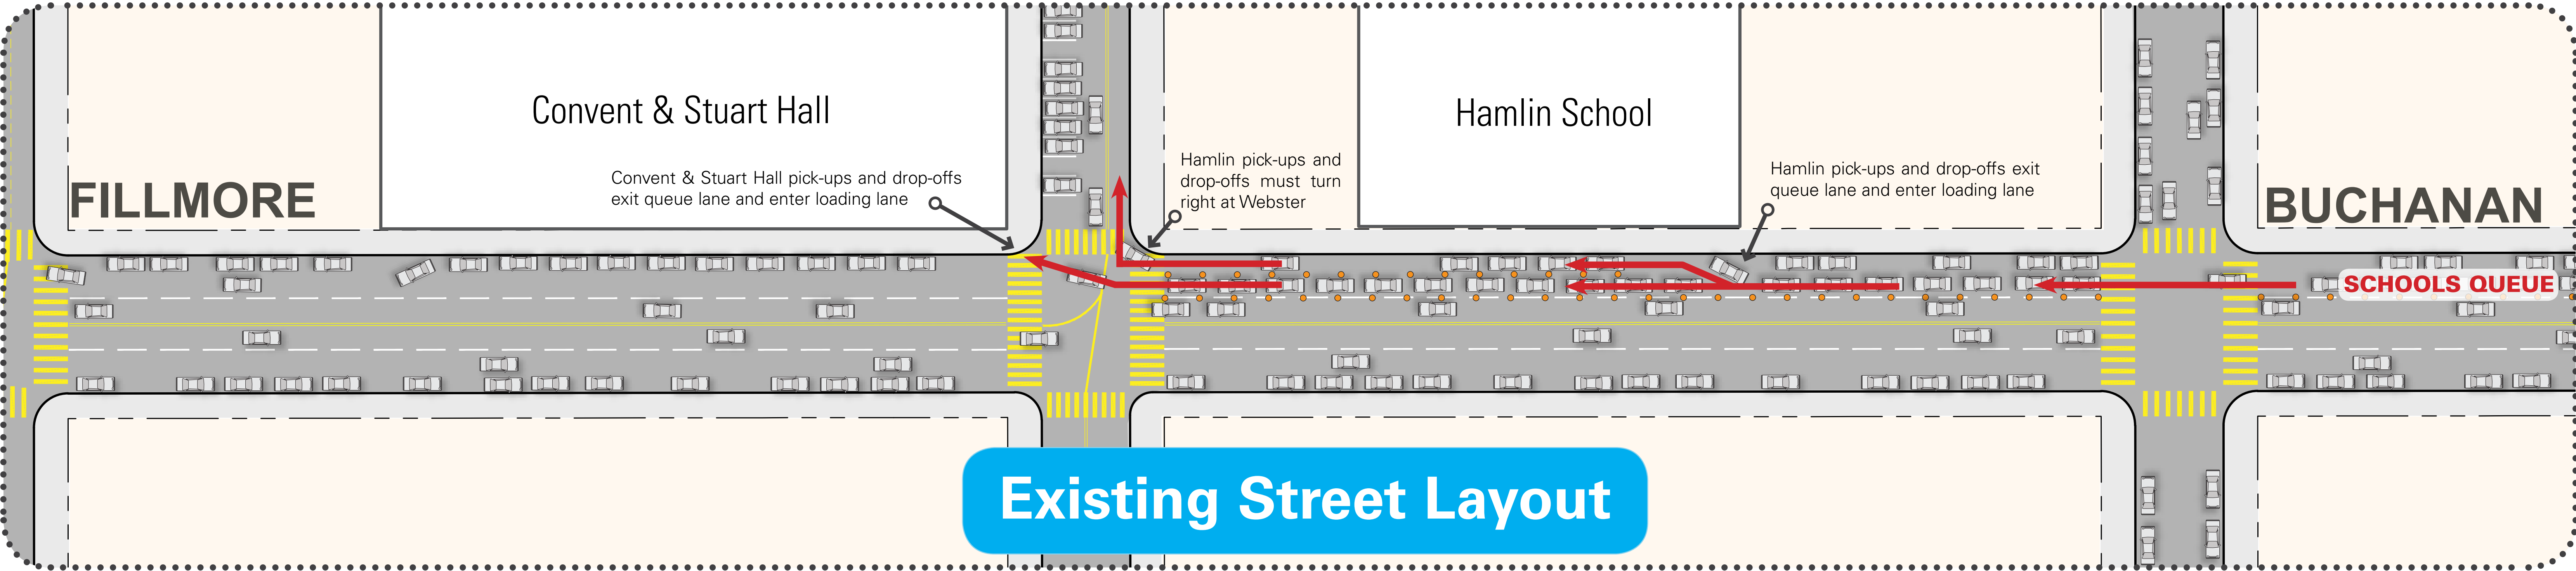 Convent & Stuart Hall
Hamlin School
Convent & Stuart Hall pick-ups and drop-offs
exit queue lane and enter loading lane
Hamlin pick-ups and
drop-offs must turn
right at Webster
Hamlin pick-ups and drop-offs exit
queue lane and enter loading lane
FILLMORE
BUCHANAN
SCHOOLS QUEUE
Existing Street Layout